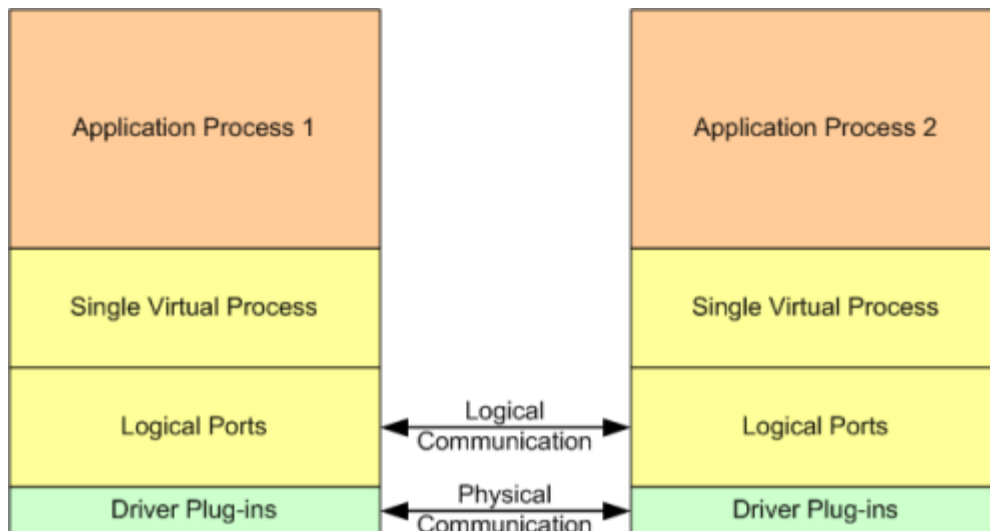 Application Process 1
Application Process 2
Single Virtual Process
Single Virtual Process
Logical Ports
Logical
Communication
Logical Ports
Driver Plug-ins
Physical
Communication
Driver Plug-ins